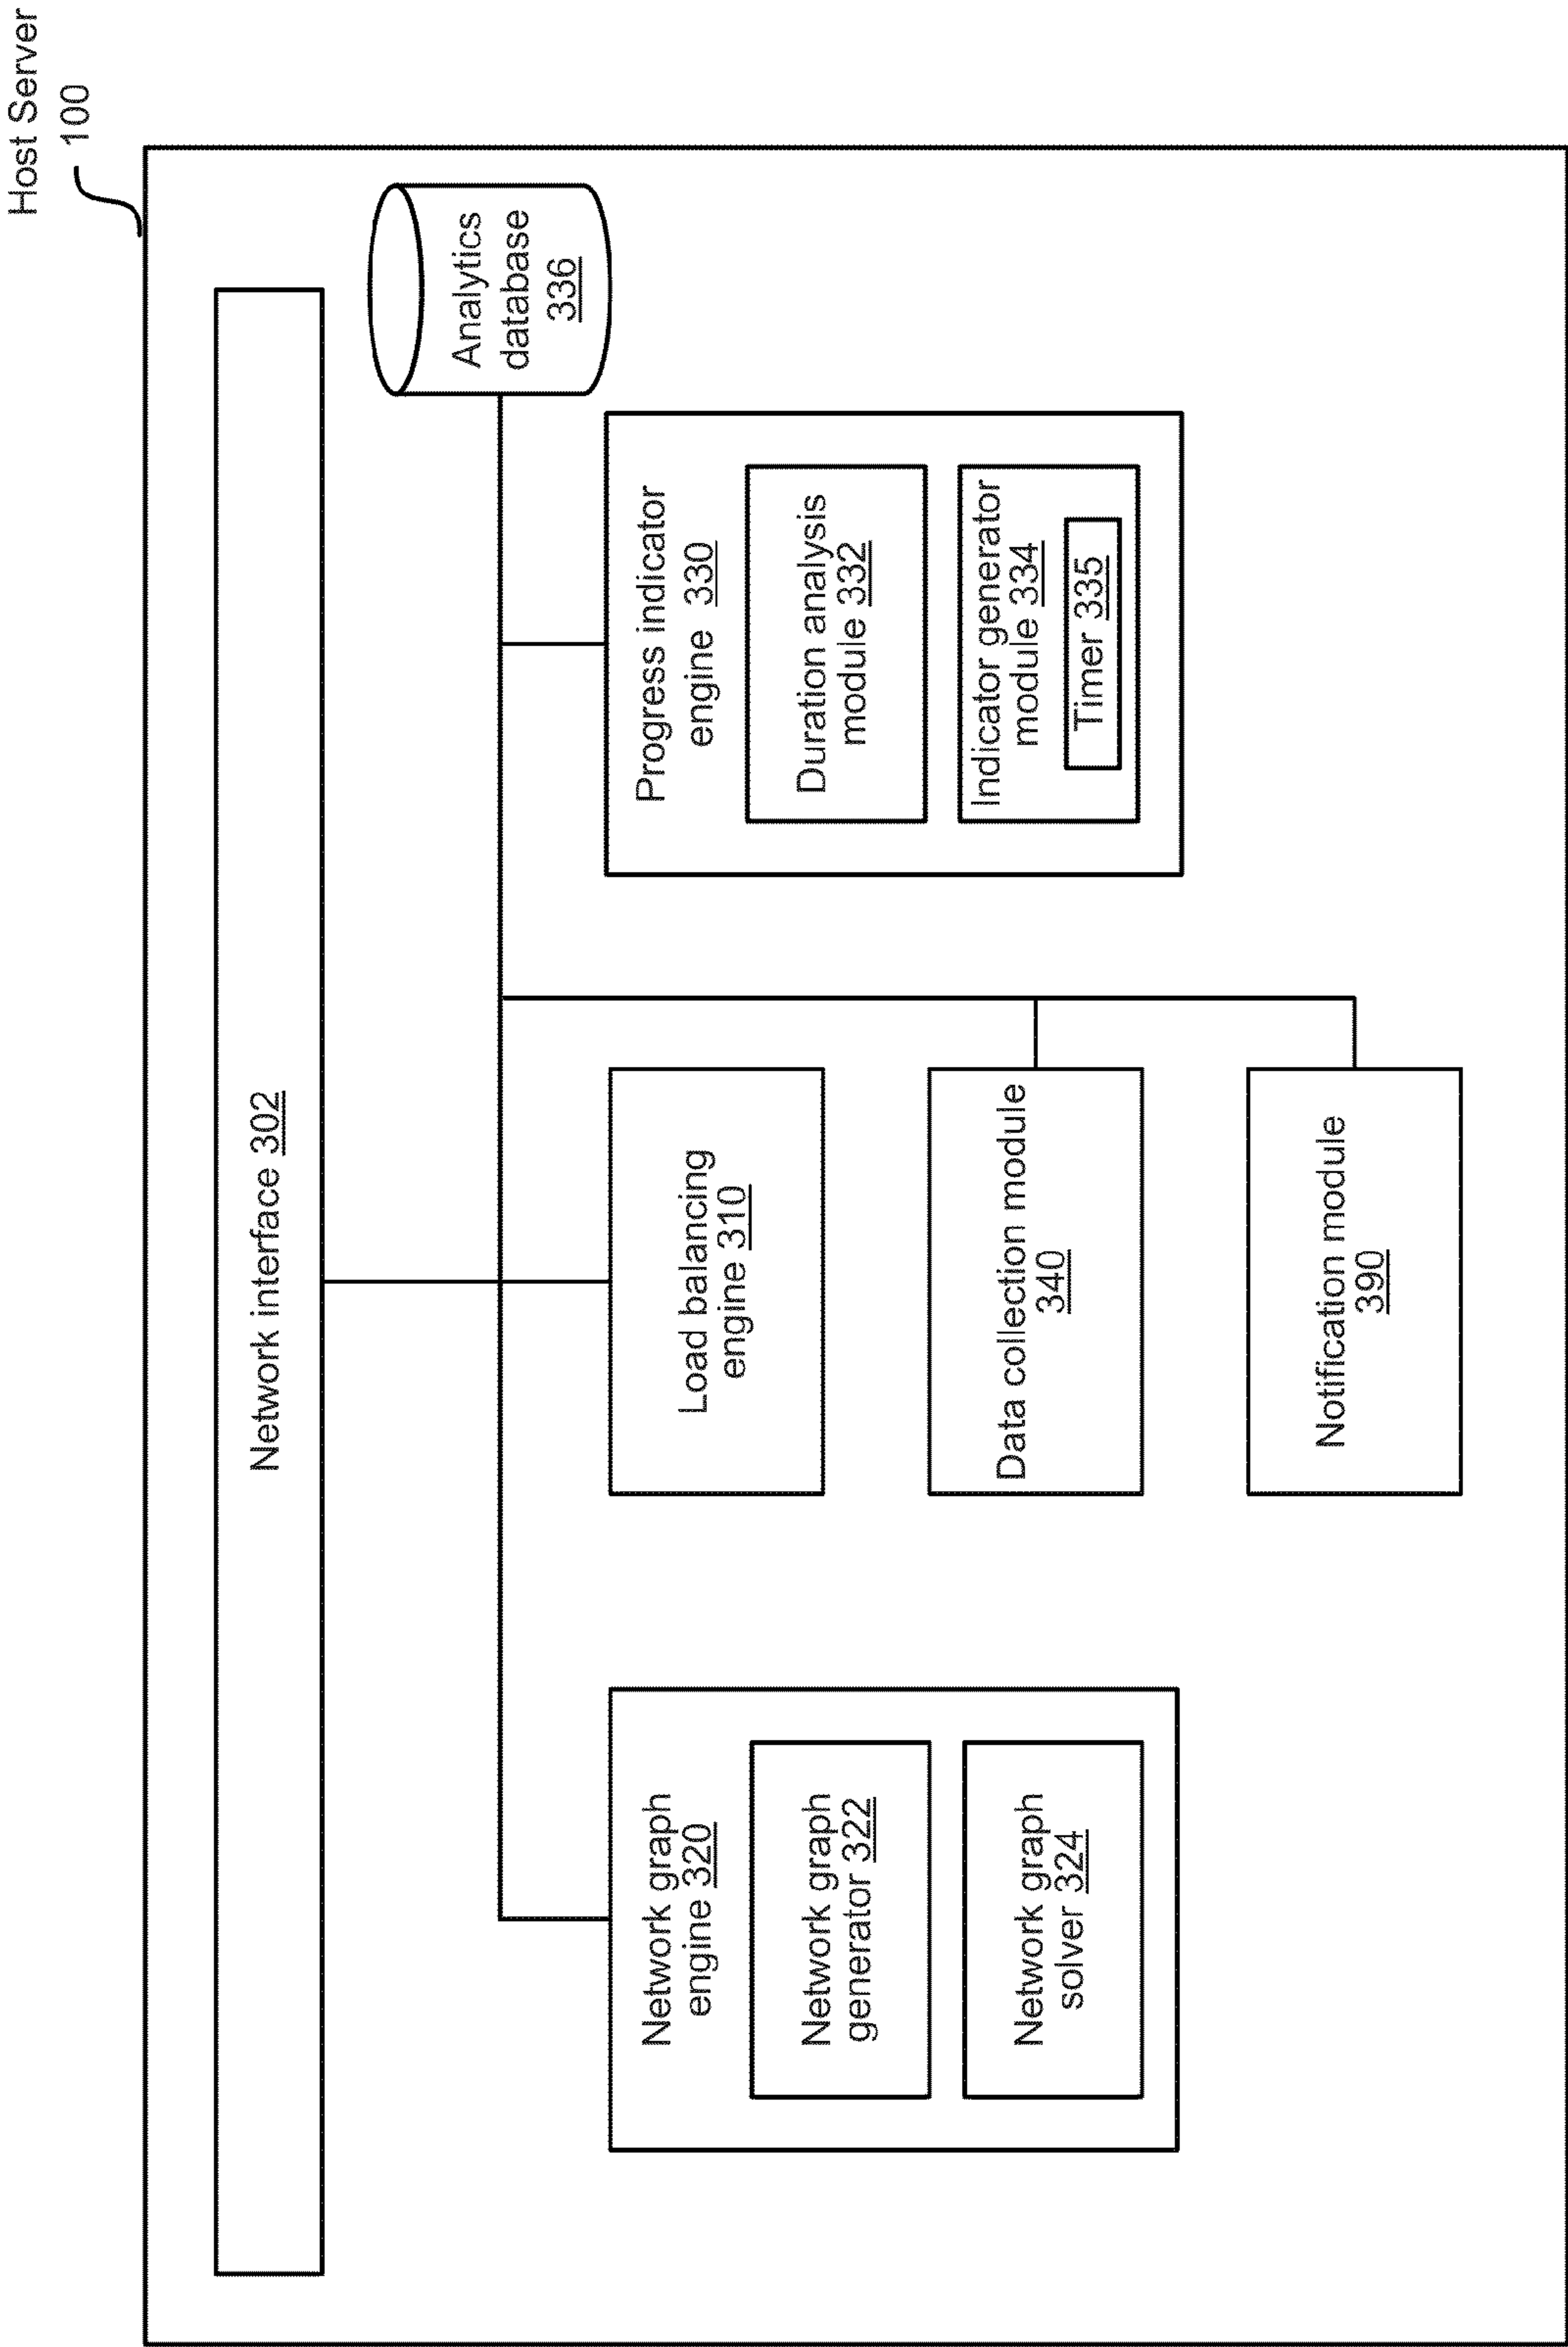 Host Server
100
Network interface 302
Analytics
database
336
Network graph
engine 320
Network graph
generator 322
Network graph
solver 324
Load balancing
engine 310
Data collection module
340
Notification module
390
Progress indicator
engine 330
Duration analysis
module 332
Indicator generator
module 334
Timer 335